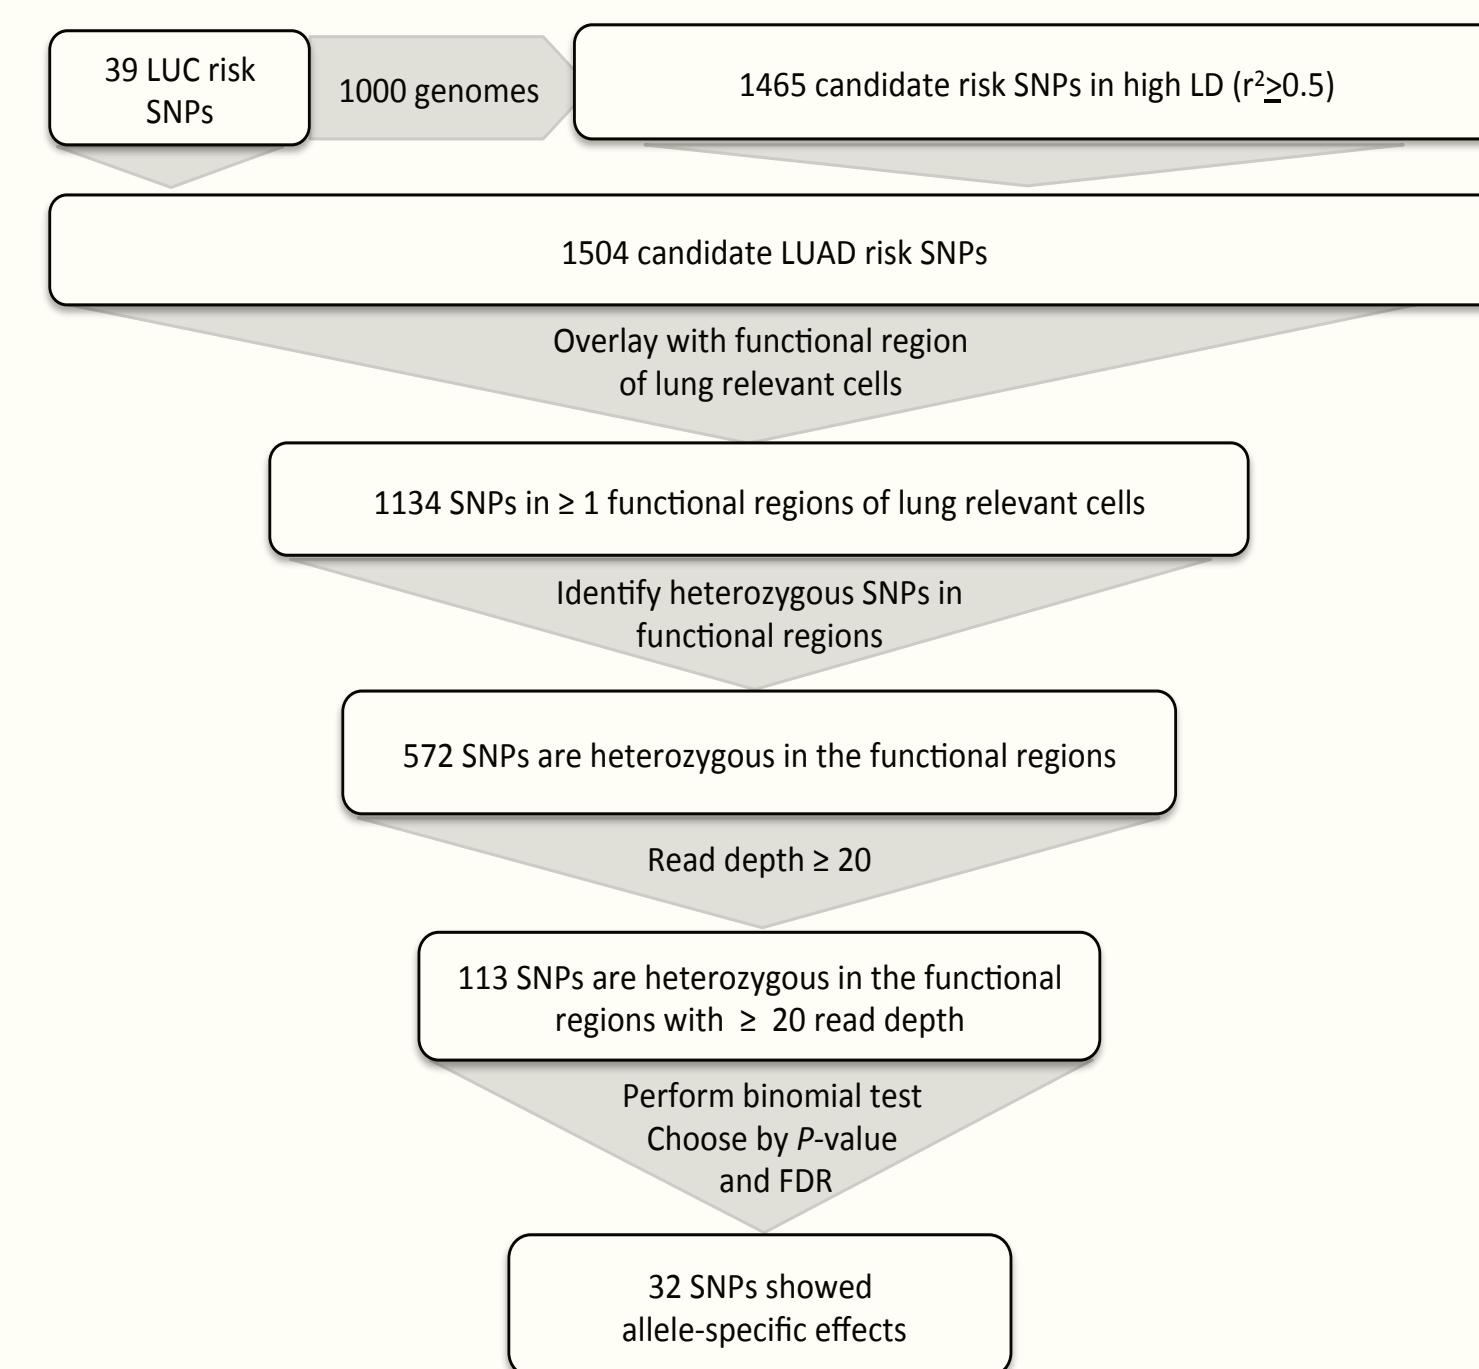 39 LUC risk
SNPs
1000 genomes
1465 candidate risk SNPs in high LD (r²≥0.5)
1504 candidate LUAD risk SNPs
Overlay with functional region
of lung relevant cells
1134 SNPs in ≥ 1 functional regions of lung relevant cells
Identify heterozygous SNPs in
functional regions
572 SNPs are heterozygous in the functional regions
Read depth ≥ 20
113 SNPs are heterozygous in the functional
regions with ≥ 20 read depth
Perform binomial test
Choose by P-value
and FDR
32 SNPs showed
allele-specific effects